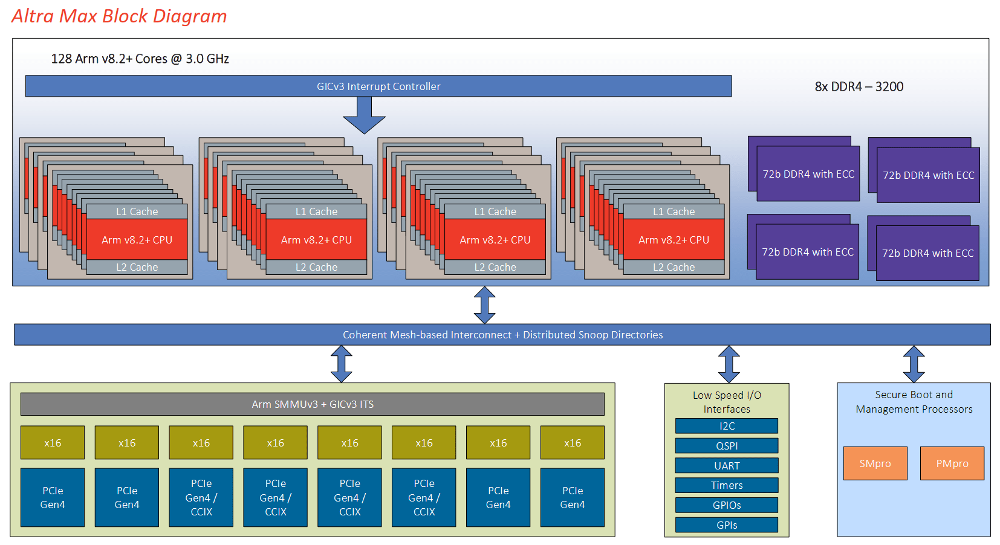 Altra Max Block Diagram
128 Arm v8.2+ Cores @ 3.0 GHz
GICv3 Interrupt Controller
8x DDR4 – 3200
72b DDR4 with ECC
72b DDR4 with ECC
L1 Cache
L1 Cache
L1 Cache
L1 Cache
Arm v8.2+ CPU
Arm v8.2+ CPU
Arm v8.2+ CPU
Arm v8.2+ CPU
72b DDR4 with ECC
72b DDR4 with ECC
L2 Cache
L2 Cache
L2 Cache
L2 Cache
Coherent Mesh-based Interconnect + Distributed Snoop Directories
Arm SMMUv3 + GICv3 ITS
x16
x16
x16
x16
x16
x16
x16
x16
PCIe
Gen4
PCIe
Gen4
PCIe
Gen4 /
CCIX
PCIe
Gen4 /
CCIX
PCIe
Gen4 /
CCIX
PCIe
Gen4 /
CCIX
PCIe
Gen4
PCIe
Gen4
Low Speed I/O
Interfaces
I2C
QSPI
UART
Timers
GPIOs
GPIs
Secure Boot and
Management Processors
SMpro
PMpro